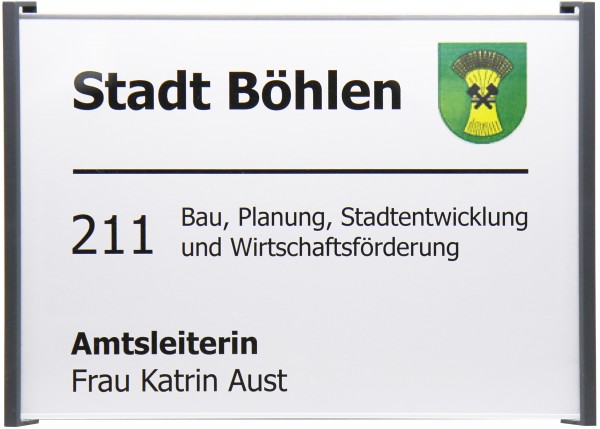 Stadt Böhlen
211
Bau, Planung, Stadtentwicklung
und Wirtschaftsförderung
Amtsleiterin
Frau Katrin Aust